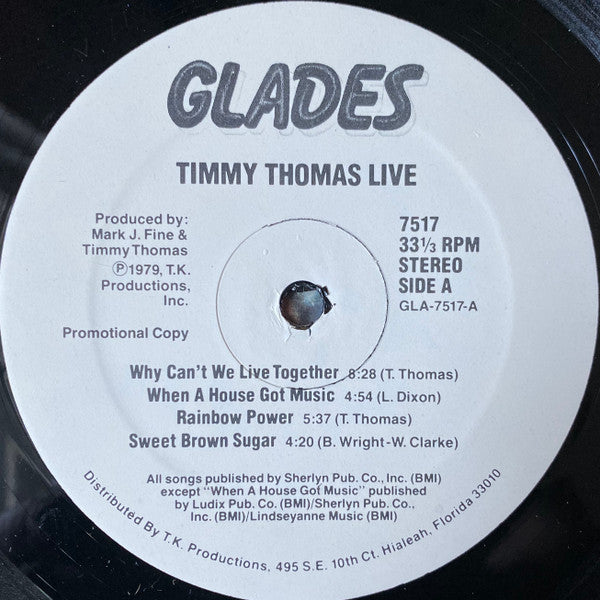 GLADES
TIMMY THOMAS LIVE
Produced by:
Mark J. Fine &
Timmy Thomas
Ⓟ1979, T.K.
Productions,
Inc.
Promotional Copy
7517
33⅓ RPM
STEREO
SIDE A
GLA-7517-A
Why Can't We Live Together 8:28 (T. Thomas)
When A House Got Music 4:54 (L. Dixon)
Rainbow Power 5:37 (T. Thomas)
Sweet Brown Sugar 4:20 (B. Wright-W. Clarke)
All songs published by Sherlyn Pub. Co., Inc. (BMI)
except "When A House Got Music" published
by Ludix Pub. Co. (BMI)/Sherlyn Pub. Co.,
Inc. (BMI)/Lindseyanne Music (BMI)
Distributed By T.K. Productions, 495 S.E. 10th Ct. Hialeah, Florida 33010